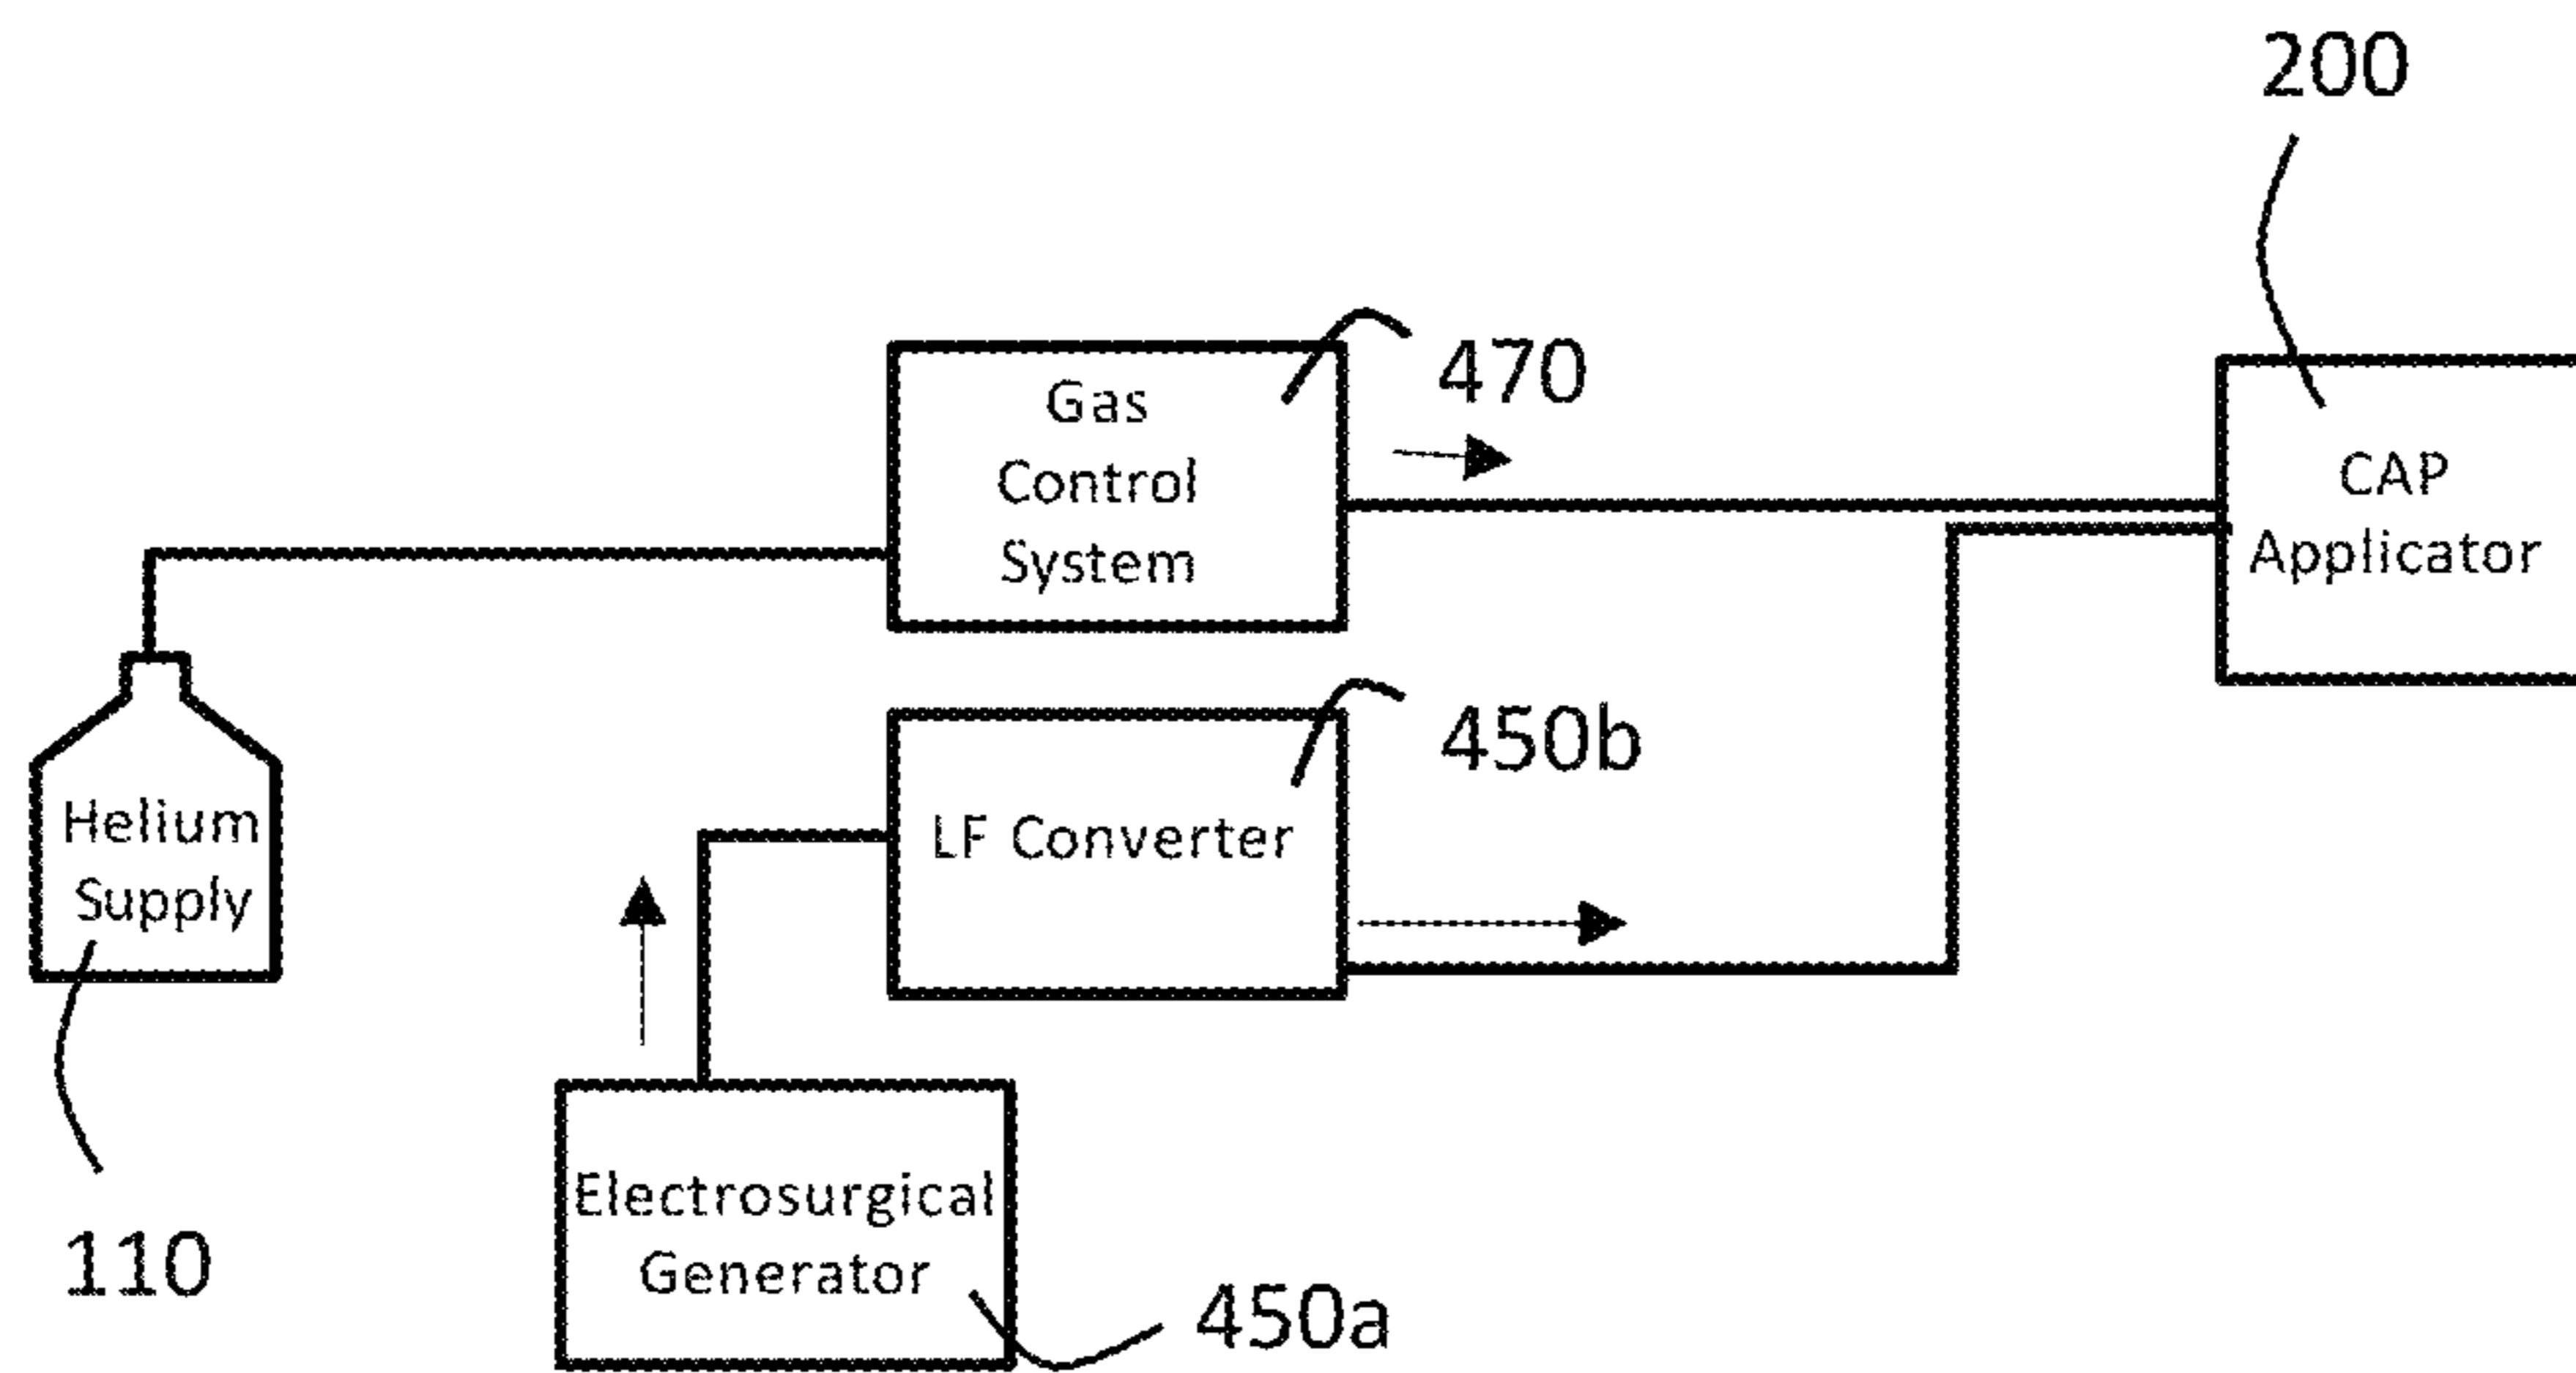 200
470
Gas
Control
System
CAP
Applicator
450b
LF Converter
Helium
Supply
110
Electrosurgical
Generator
450a